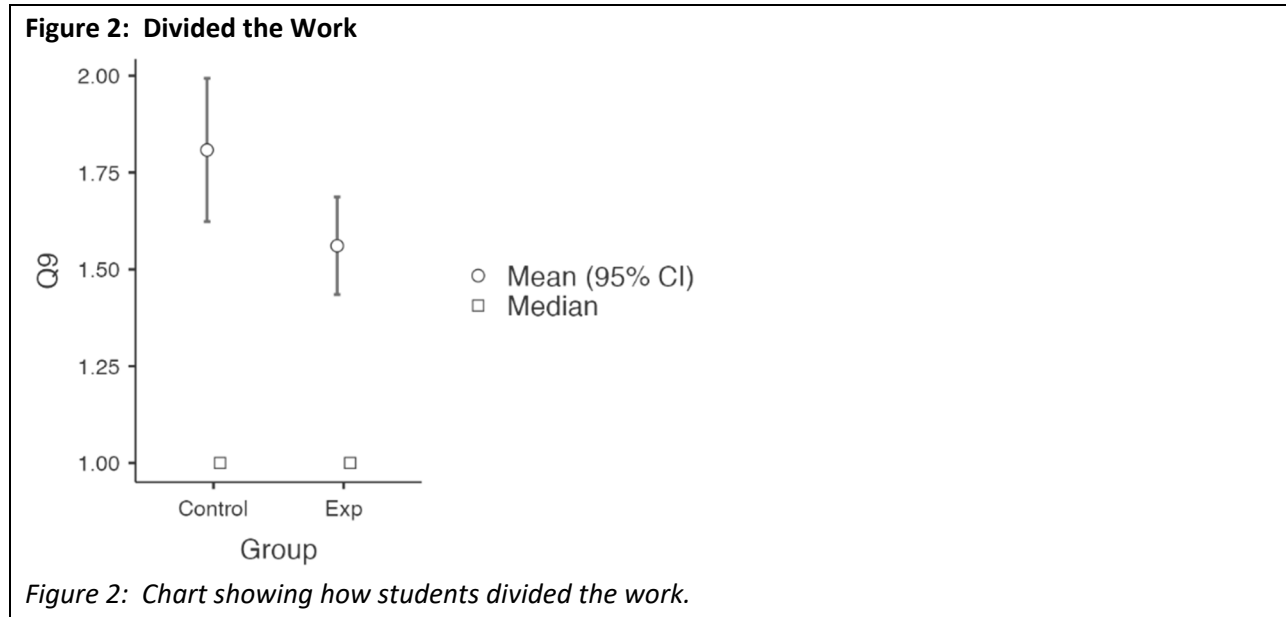 Figure 2:  Divided the Work
2.00
1.75
1.50
1.25
1.00
Q9
Control Exp
Group
Mean (95% CI)
Median
Figure 2:  Chart showing how students divided the work.